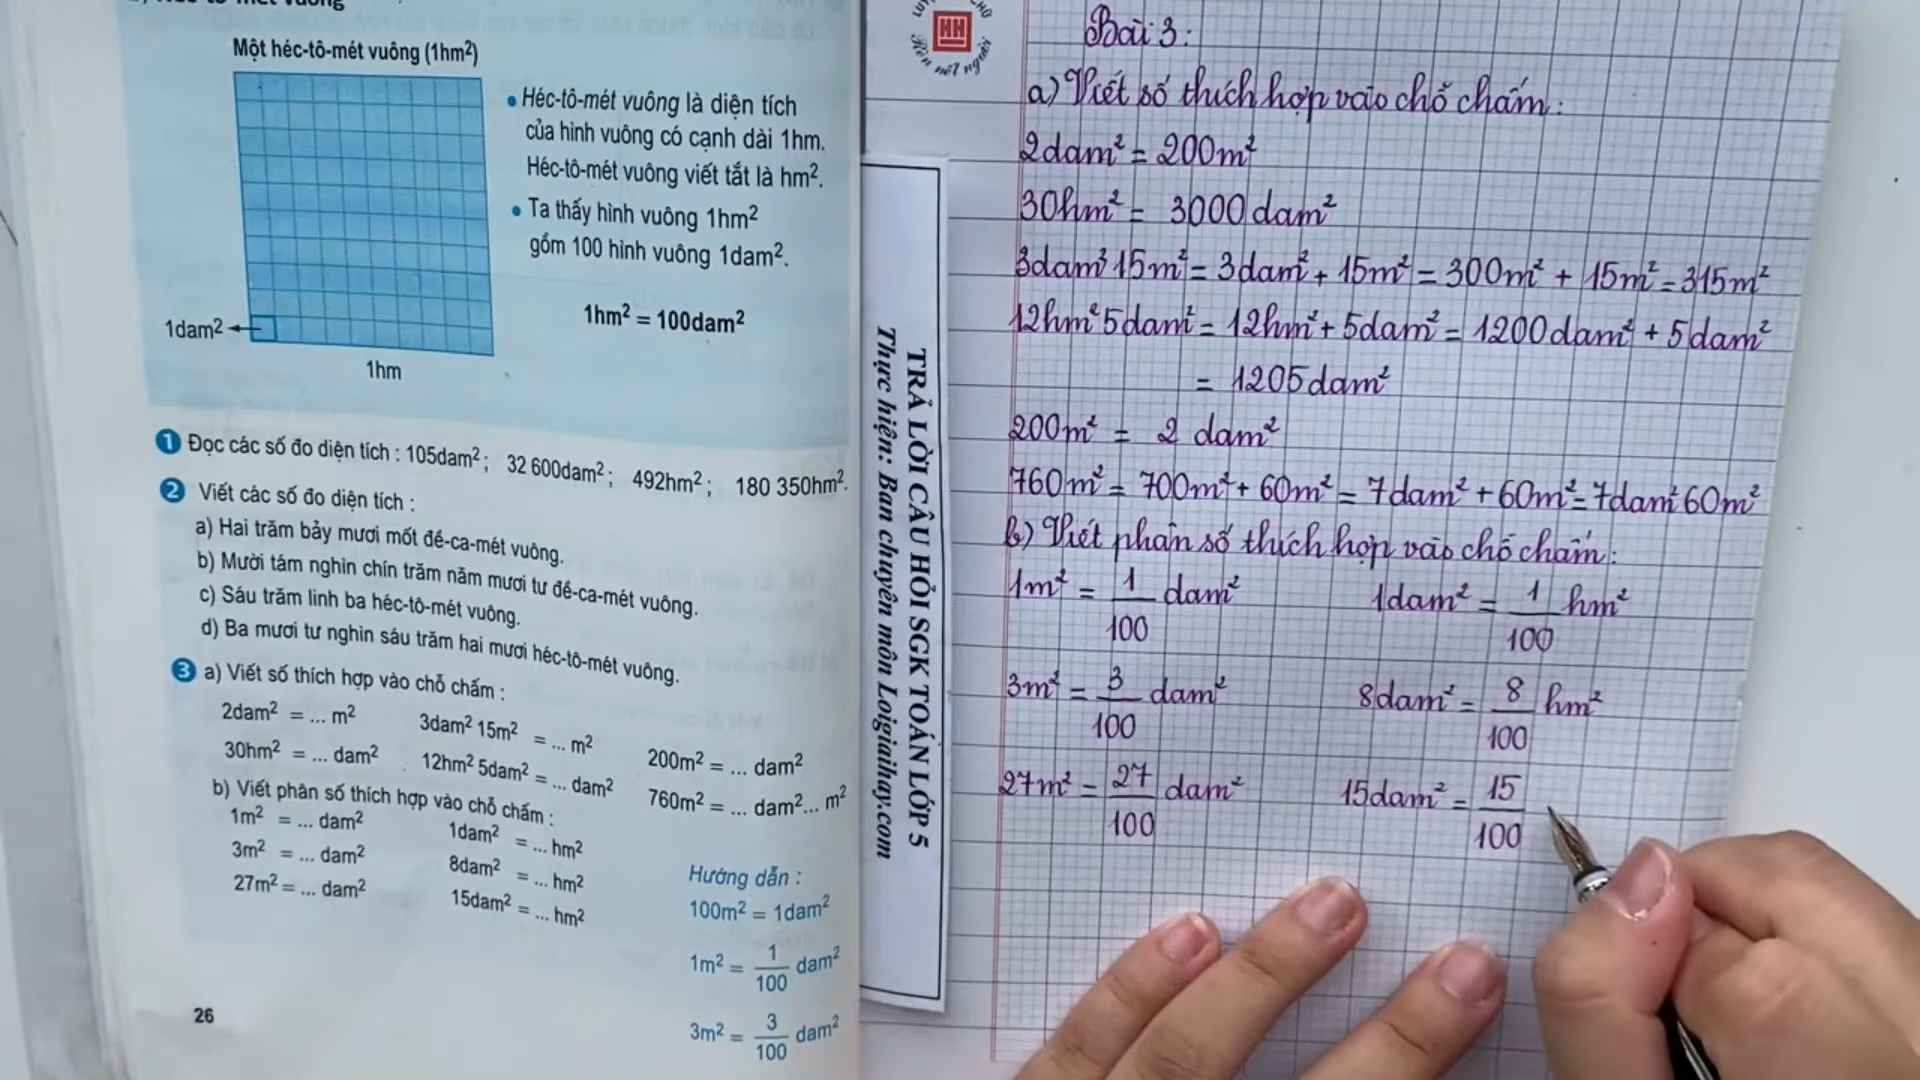 Một héc-tô-mét vuông (1hm²)
• Héc-tô-mét vuông là diện tích
của hình vuông có cạnh dài 1hm.
Héc-tô-mét vuông viết tắt là hm².
• Ta thấy hình vuông 1hm²
gồm 100 hình vuông 1dam².
1hm² = 100dam²
1dam²
1hm
1 Đọc các số đo diện tích : 105dam² ; 32 600dam² ; 492hm² ; 180 350hm².
2 Viết các số đo diện tích :
a) Hai trăm bảy mươi mốt đề-ca-mét vuông.
b) Mười tám nghìn chín trăm năm mươi tư đề-ca-mét vuông.
c) Sáu trăm linh ba héc-tô-mét vuông.
d) Ba mươi tư nghìn sáu trăm hai mươi héc-tô-mét vuông.
3 a) Viết số thích hợp vào chỗ chấm :
2dam² = ... m² 3dam² 15m² = ... m² 200m² = ... dam²
30hm² = ... dam² 12hm² 5dam² = ... dam² 760m² = ... dam²... m²
b) Viết phân số thích hợp vào chỗ chấm :
1m² = ... dam² 1dam² = ... hm²
3m² = ... dam² 8dam² = ... hm²
27m² = ... dam² 15dam² = ... hm²
Hướng dẫn :
100m² = 1dam²
1m² = 1/100 dam²
3m² = 3/100 dam²
26
TRẢ LỜI CÂU HỎI SGK TOÁN LỚP 5
Thực hiện: Ban chuyên môn Loigiaihay.com
HH
Rèn nết người
Bài 3:
a) Viết số thích hợp vào chỗ chấm:
2dam² = 200m²
30hm² = 3000dam²
3dam² 15m² = 3dam² + 15m² = 300m² + 15m² = 315m²
12hm² 5dam² = 12hm² + 5dam² = 1200dam² + 5dam²
= 1205dam²
200m² = 2 dam²
760m² = 700m² + 60m² = 7dam² + 60m² = 7dam² 60m²
b) Viết phân số thích hợp vào chỗ chấm:
1m² = 1/100 dam² 1dam² = 1/100 hm²
3m² = 3/100 dam² 8dam² = 8/100 hm²
27m² = 27/100 dam² 15dam² = 15/100